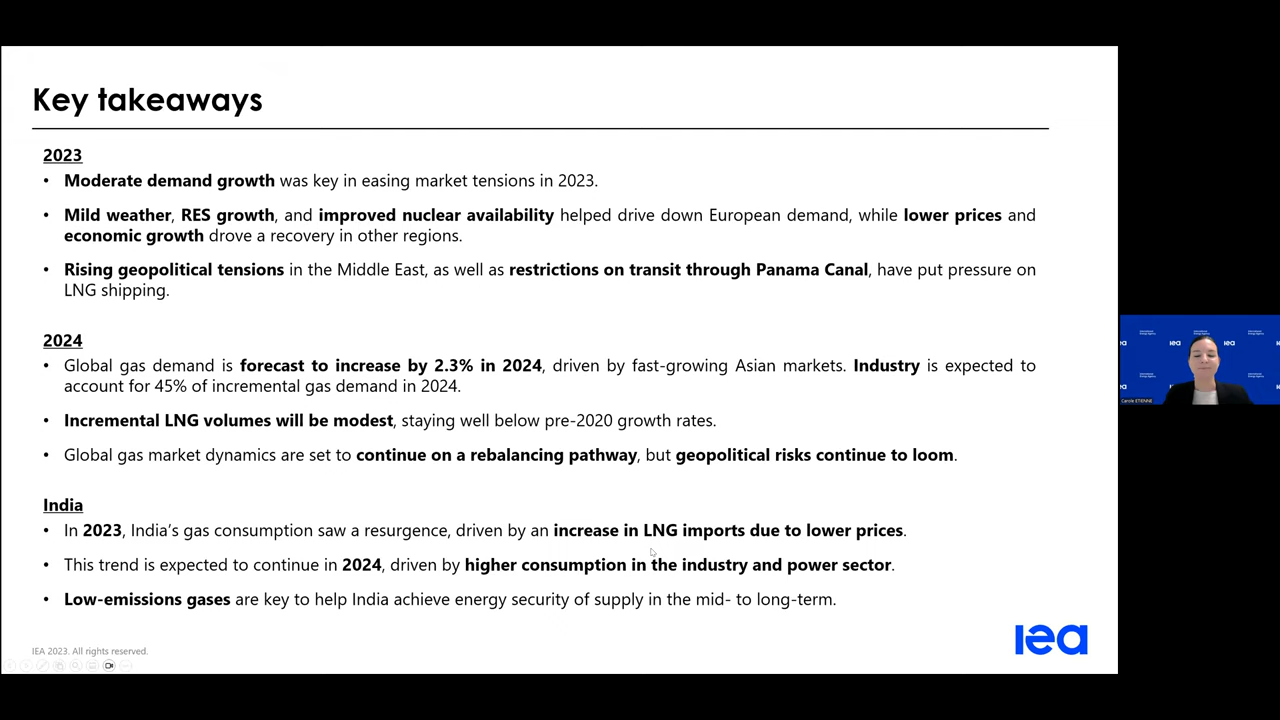 Key takeaways
2023
• Moderate demand growth was key in easing market tensions in 2023.
• Mild weather, RES growth, and improved nuclear availability helped drive down European demand, while lower prices and
economic growth drove a recovery in other regions.
• Rising geopolitical tensions in the Middle East, as well as restrictions on transit through Panama Canal, have put pressure on
LNG shipping.
2024
• Global gas demand is forecast to increase by 2.3% in 2024, driven by fast-growing Asian markets. Industry is expected to
account for 45% of incremental gas demand in 2024.
• Incremental LNG volumes will be modest, staying well below pre-2020 growth rates.
• Global gas market dynamics are set to continue on a rebalancing pathway, but geopolitical risks continue to loom.
India
• In 2023, India's gas consumption saw a resurgence, driven by an increase in LNG imports due to lower prices.
• This trend is expected to continue in 2024, driven by higher consumption in the industry and power sector.
• Low-emissions gases are key to help India achieve energy security of supply in the mid- to long-term.
IEA 2023. All rights reserved.
iea
iea
iea
Carole ETIENNE